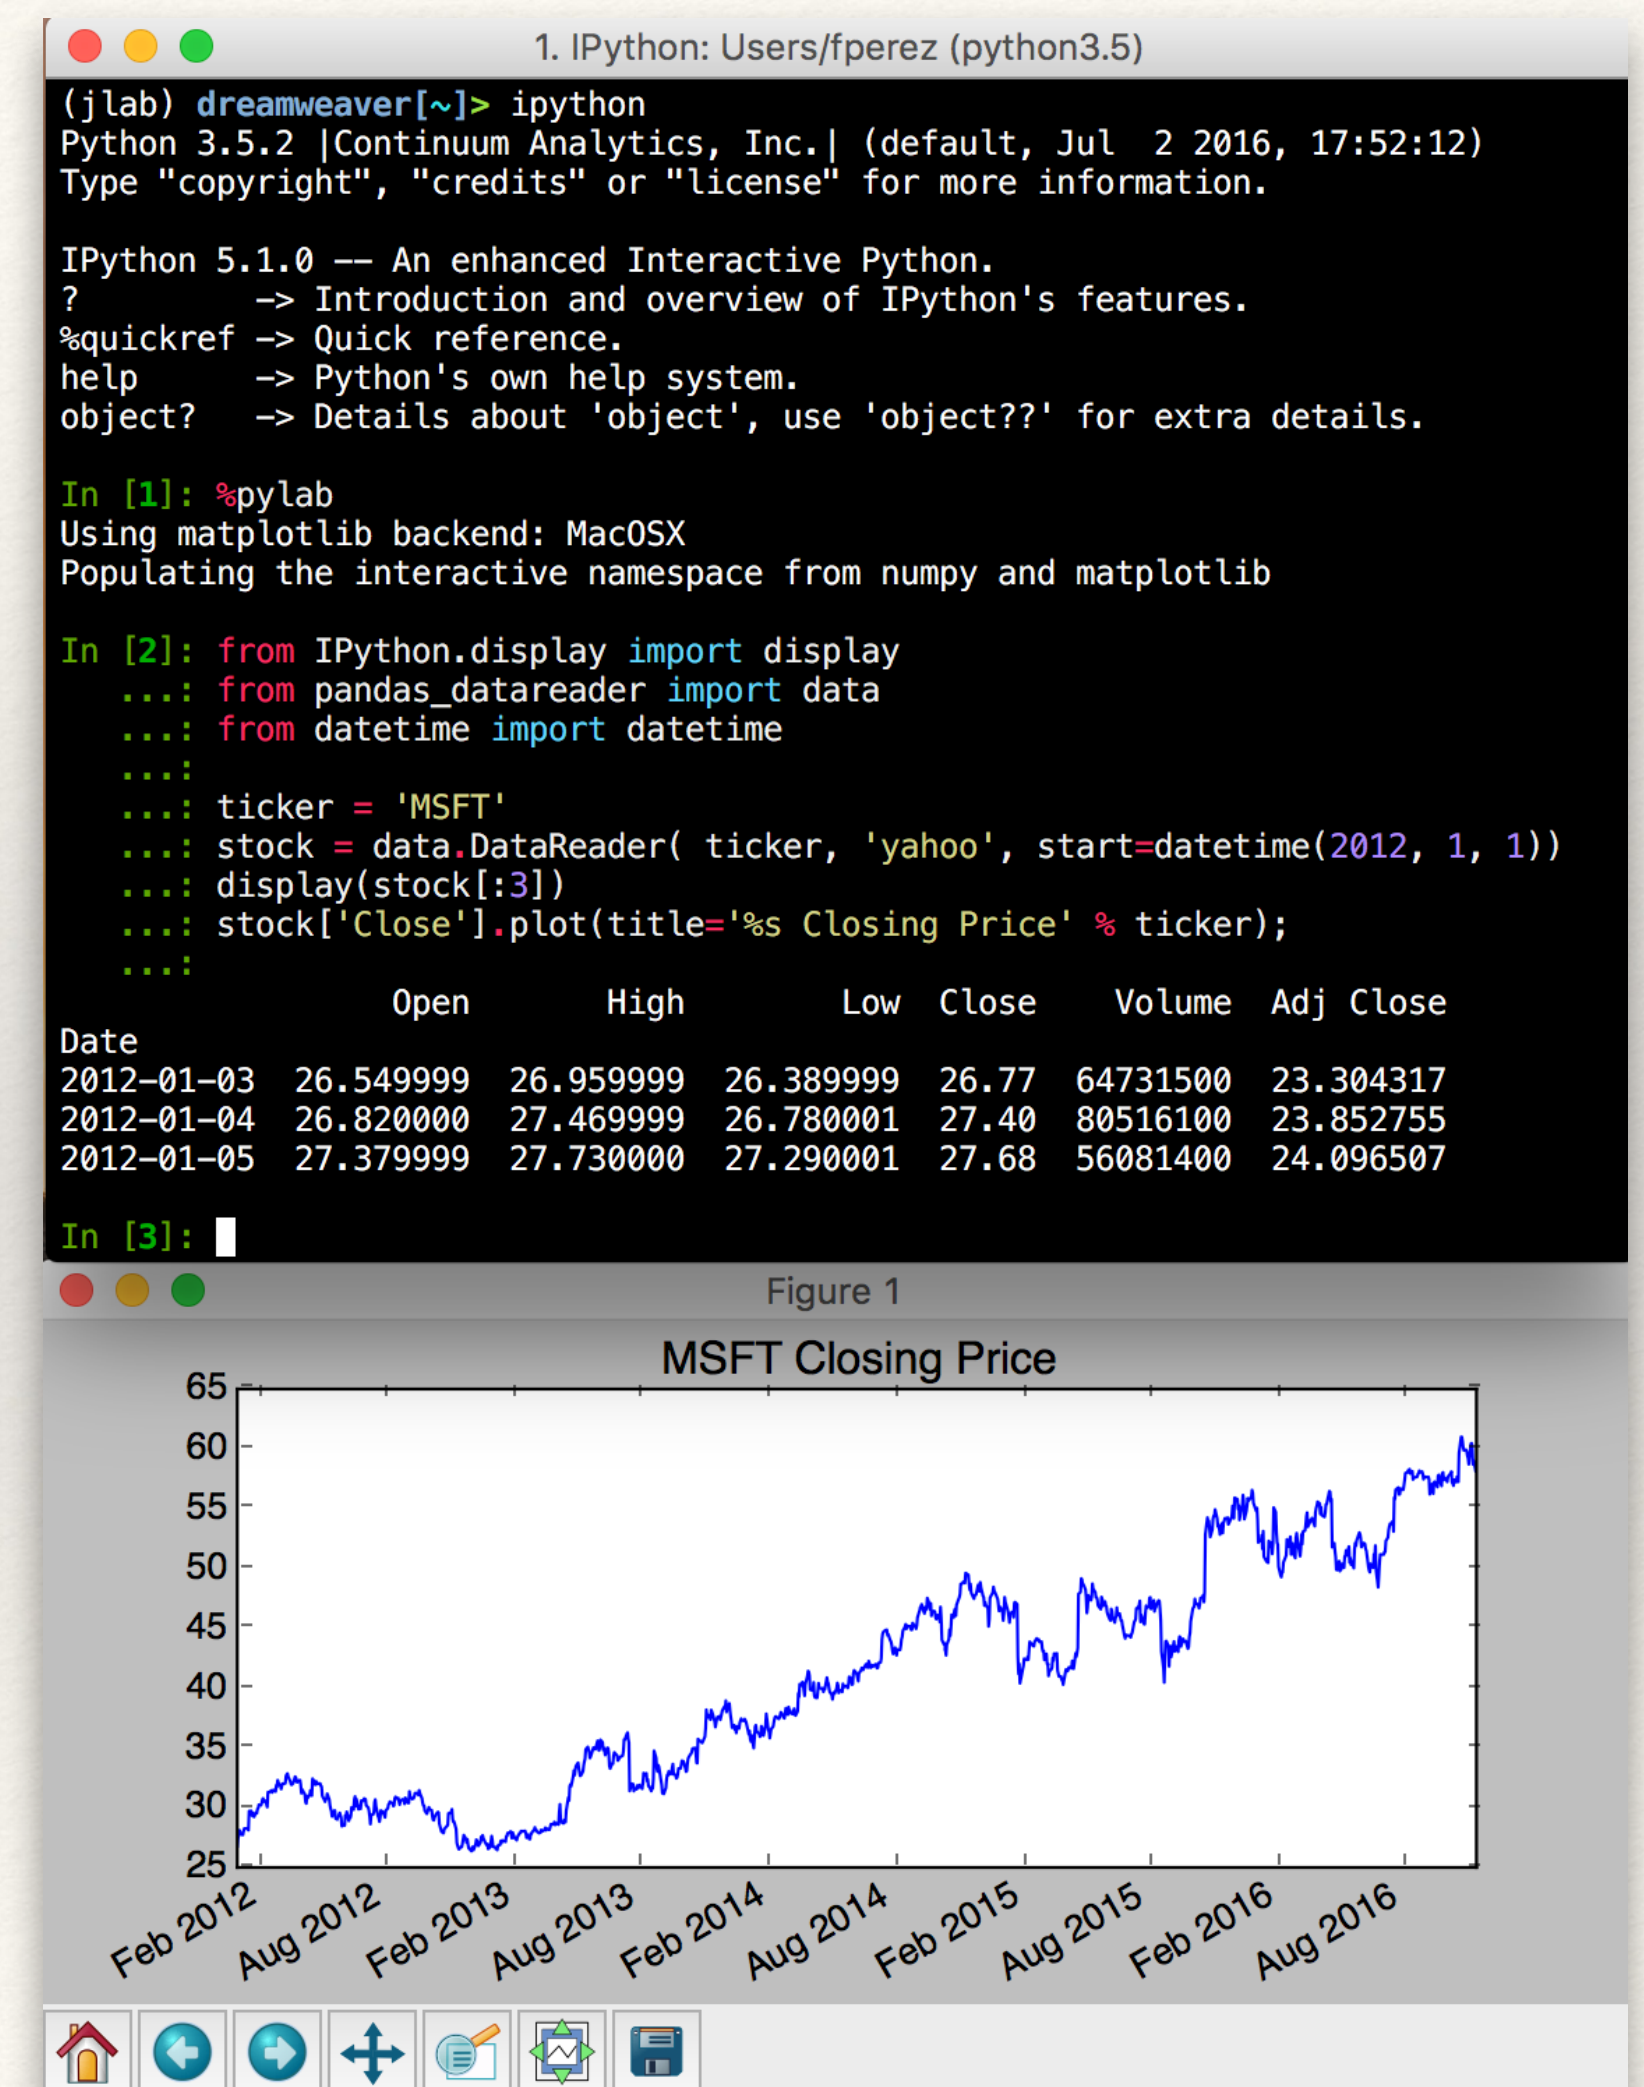 1. IPython: Users/fperez (python3.5)
(jlab) dreamweaver[~]> ipython
Python 3.5.2 |Continuum Analytics, Inc.| (default, Jul  2 2016, 17:52:12)
Type "copyright", "credits" or "license" for more information.
IPython 5.1.0 -- An enhanced Interactive Python.
?         -> Introduction and overview of IPython's features.
%quickref -> Quick reference.
help      -> Python's own help system.
object?   -> Details about 'object', use 'object??' for extra details.
In [1]: %pylab
Using matplotlib backend: MacOSX
Populating the interactive namespace from numpy and matplotlib
In [2]: from IPython.display import display
   ...: from pandas_datareader import data
   ...: from datetime import datetime
   ...:
   ...: ticker = 'MSFT'
   ...: stock = data.DataReader( ticker, 'yahoo', start=datetime(2012, 1, 1))
   ...: display(stock[:3])
   ...: stock['Close'].plot(title='%s Closing Price' % ticker);
   ...:
                 Open       High        Low  Close    Volume  Adj Close
Date
2012-01-03  26.549999  26.959999  26.389999  26.77  64731500  23.304317
2012-01-04  26.820000  27.469999  26.780001  27.40  80516100  23.852755
2012-01-05  27.379999  27.730000  27.290001  27.68  56081400  24.096507
In [3]:
Figure 1
MSFT Closing Price
65
60
55
50
45
40
35
30
25
Feb 2012
Aug 2012
Feb 2013
Aug 2013
Feb 2014
Aug 2014
Feb 2015
Aug 2015
Feb 2016
Aug 2016